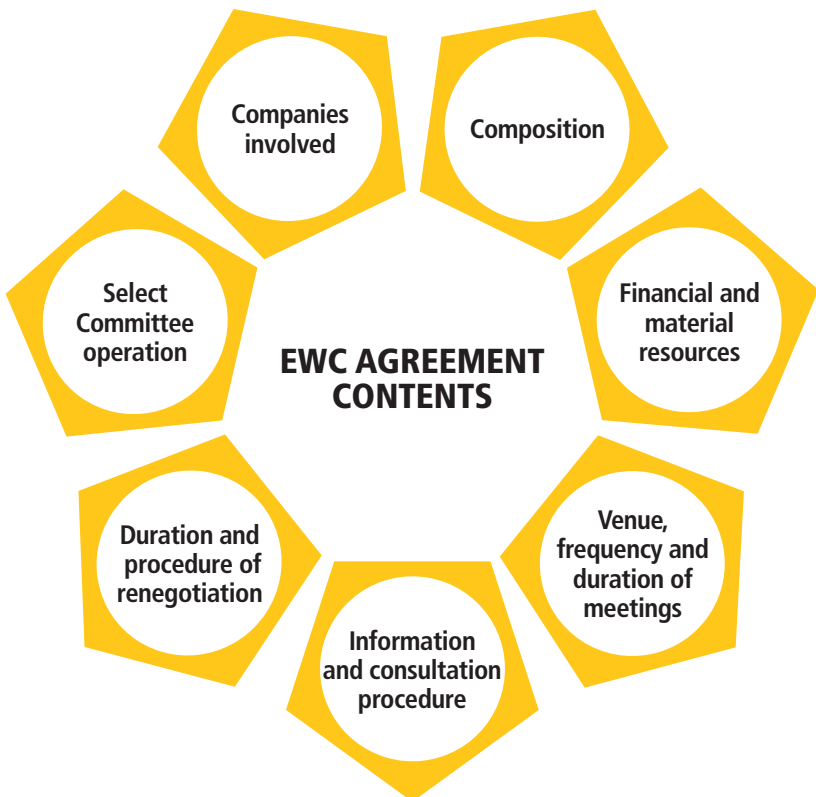 Companies
involved
Composition
Select
Committee
operation
Financial and
material
resources
EWC AGREEMENT
CONTENTS
Duration and
procedure of
renegotiation
Venue,
frequency and
duration of
meetings
Information
and consultation
procedure